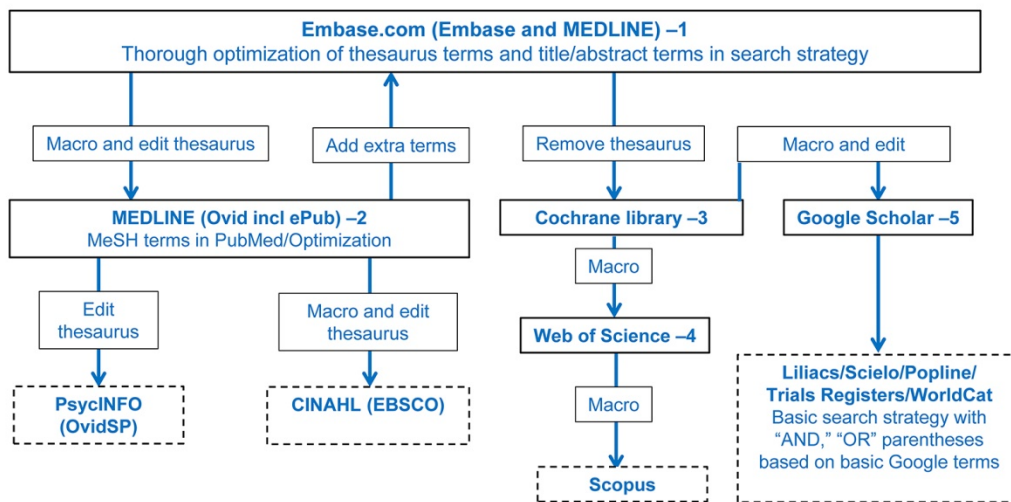 Embase.com (Embase and MEDLINE) –1
Thorough optimization of thesaurus terms and title/abstract terms in search strategy
Macro and edit thesaurus
Add extra terms
Remove thesaurus
Macro and edit
MEDLINE (Ovid incl ePub) –2
MeSH terms in PubMed/Optimization
Cochrane library –3
Google Scholar –5
Macro
Edit
thesaurus
Macro and edit
thesaurus
Web of Science –4
PsycINFO
(OvidSP)
CINAHL (EBSCO)
Macro
Liliacs/Scielo/Popline/
Trials Registers/WorldCat
Basic search strategy with
“AND,” “OR” parentheses
based on basic Google terms
Scopus